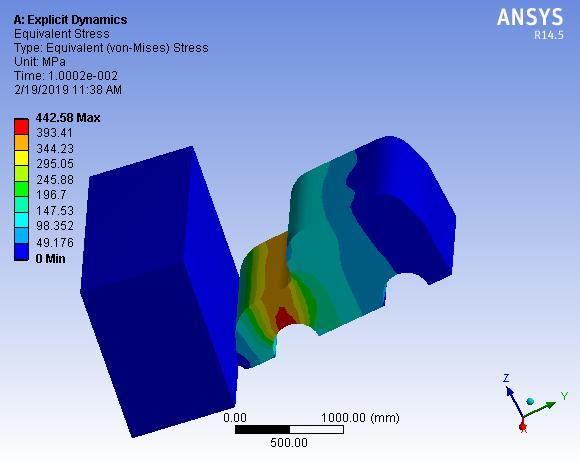 A: Explicit Dynamics
Equivalent Stress
Type: Equivalent (von-Mises) Stress
Unit: MPa
Time: 1.0002e-002
2/19/2019 11:38 AM
ANSYS
R14.5
442.58 Max
393.41
344.23
295.05
245.88
196.7
147.53
98.352
49.176
0 Min
0.00
1000.00 (mm)
500.00
Z
Y
X